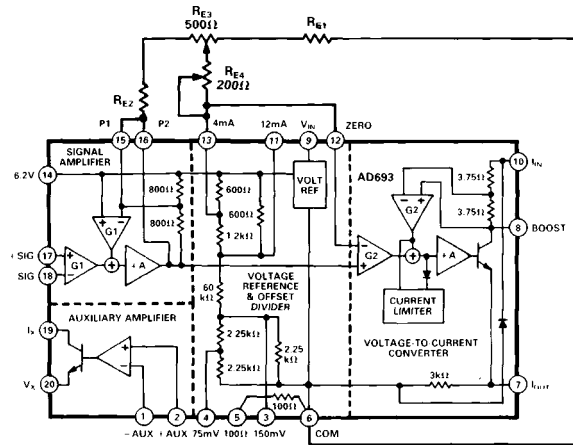 RE3
500Ω
RE1
RE4
200Ω
RE2
P1
P2
4mA
12mA
VIN
ZERO
15
16
13
11
9
12
SIGNAL
AMPLIFIER
6.2V
14
800Ω
800Ω
600Ω
600Ω
1.2kΩ
VOLT
REF
AD693
10
IIN
3.75Ω
3.75Ω
+ -
G2
8
BOOST
+ -
G1
+SIG
17
SIG
18
+
-
G1
+
+A
-
+
G2
+
+A
CURRENT
LIMITER
VOLTAGE
REFERENCE
& OFFSET
DIVIDER
60
kΩ
AUXILIARY AMPLIFIER
IX
19
2.25kΩ
2.25
kΩ
2.25kΩ
VOLTAGE-TO CURRENT
CONVERTER
3kΩ
+
-
VX
20
7
IOUT
100Ω
1
2
4
5
3
6
-AUX
+AUX
75mV
100Ω
150mV
COM